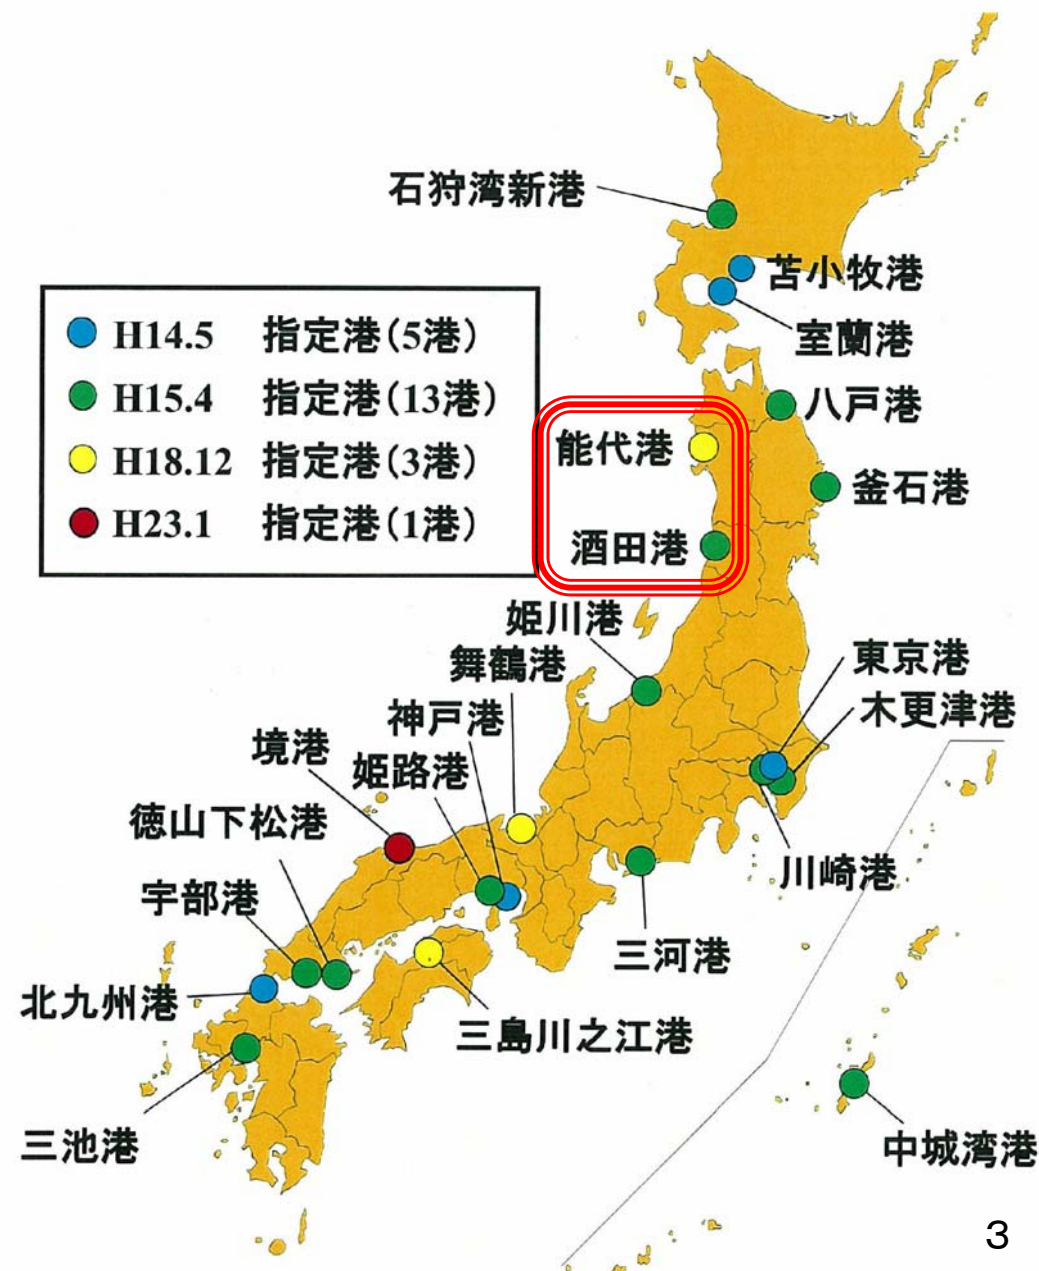 石狩湾新港
苫小牧港
室蘭港
H14.5 指定港(5港)
H15.4 指定港(13港)
H18.12 指定港(3港)
H23.1 指定港(1港)
八戸港
能代港
釜石港
酒田港
姫川港
舞鶴港
東京港
神戸港
木更津港
境港
姫路港
徳山下松港
川崎港
宇部港
三河港
北九州港
三島川之江港
三池港
中城湾港
3